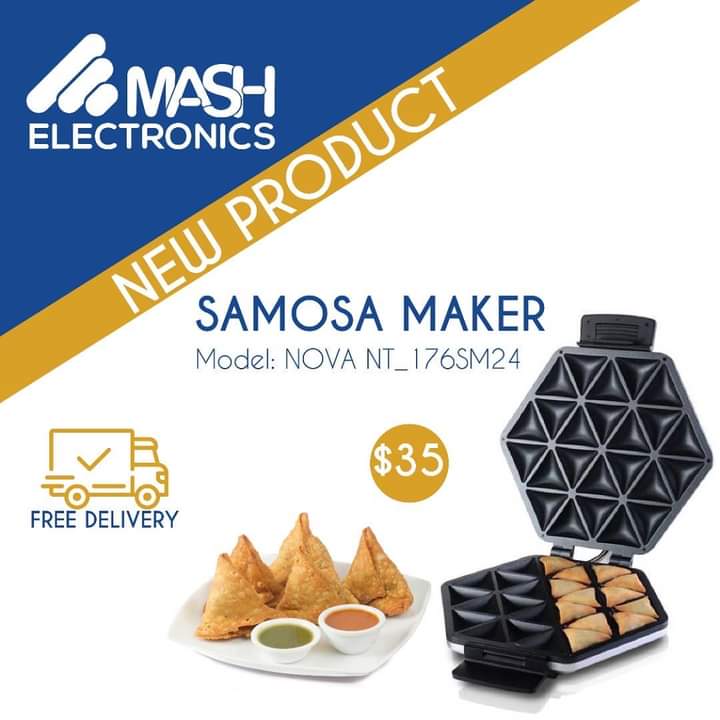 MASH
ELECTRONICS
NEW PRODUCT
SAMOSA MAKER
Model: NOVA NT_176SM24
$35
FREE DELIVERY